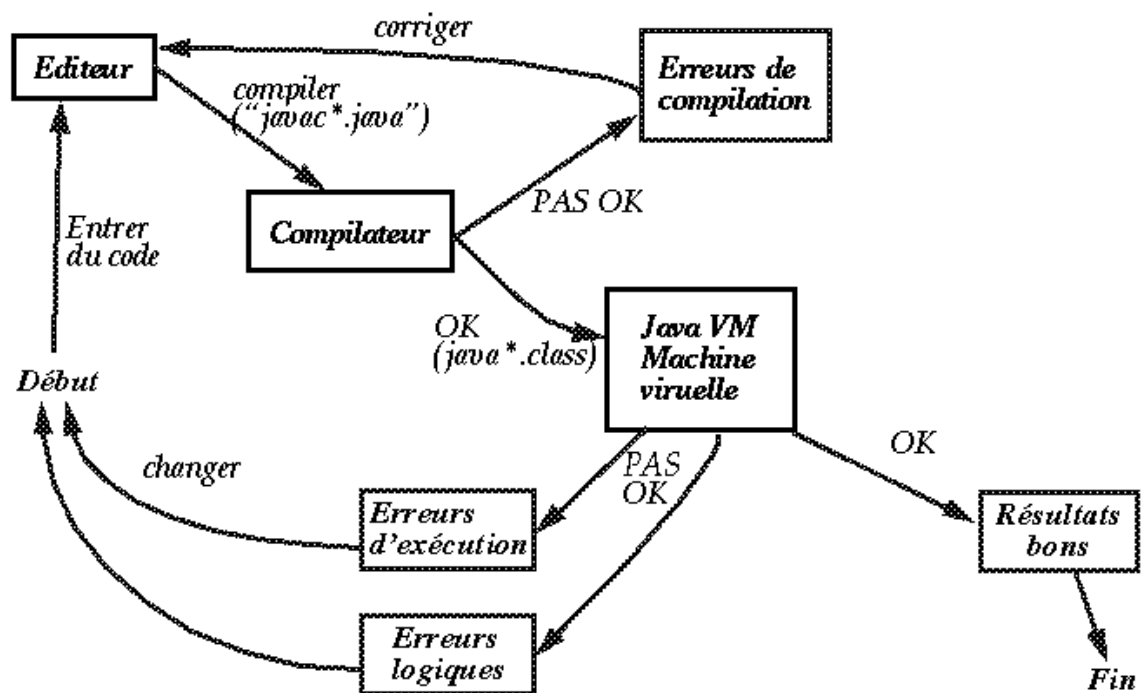 corriger
Editeur
Erreurs de
compilation
compiler
("javac *.java")
PAS OK
Compilateur
Entrer
du code
OK
(java *.class)
Java VM
Machine
viruelle
Début
OK
changer
PAS
OK
Erreurs
d'exécution
Résultats
bons
Erreurs
logiques
Fin